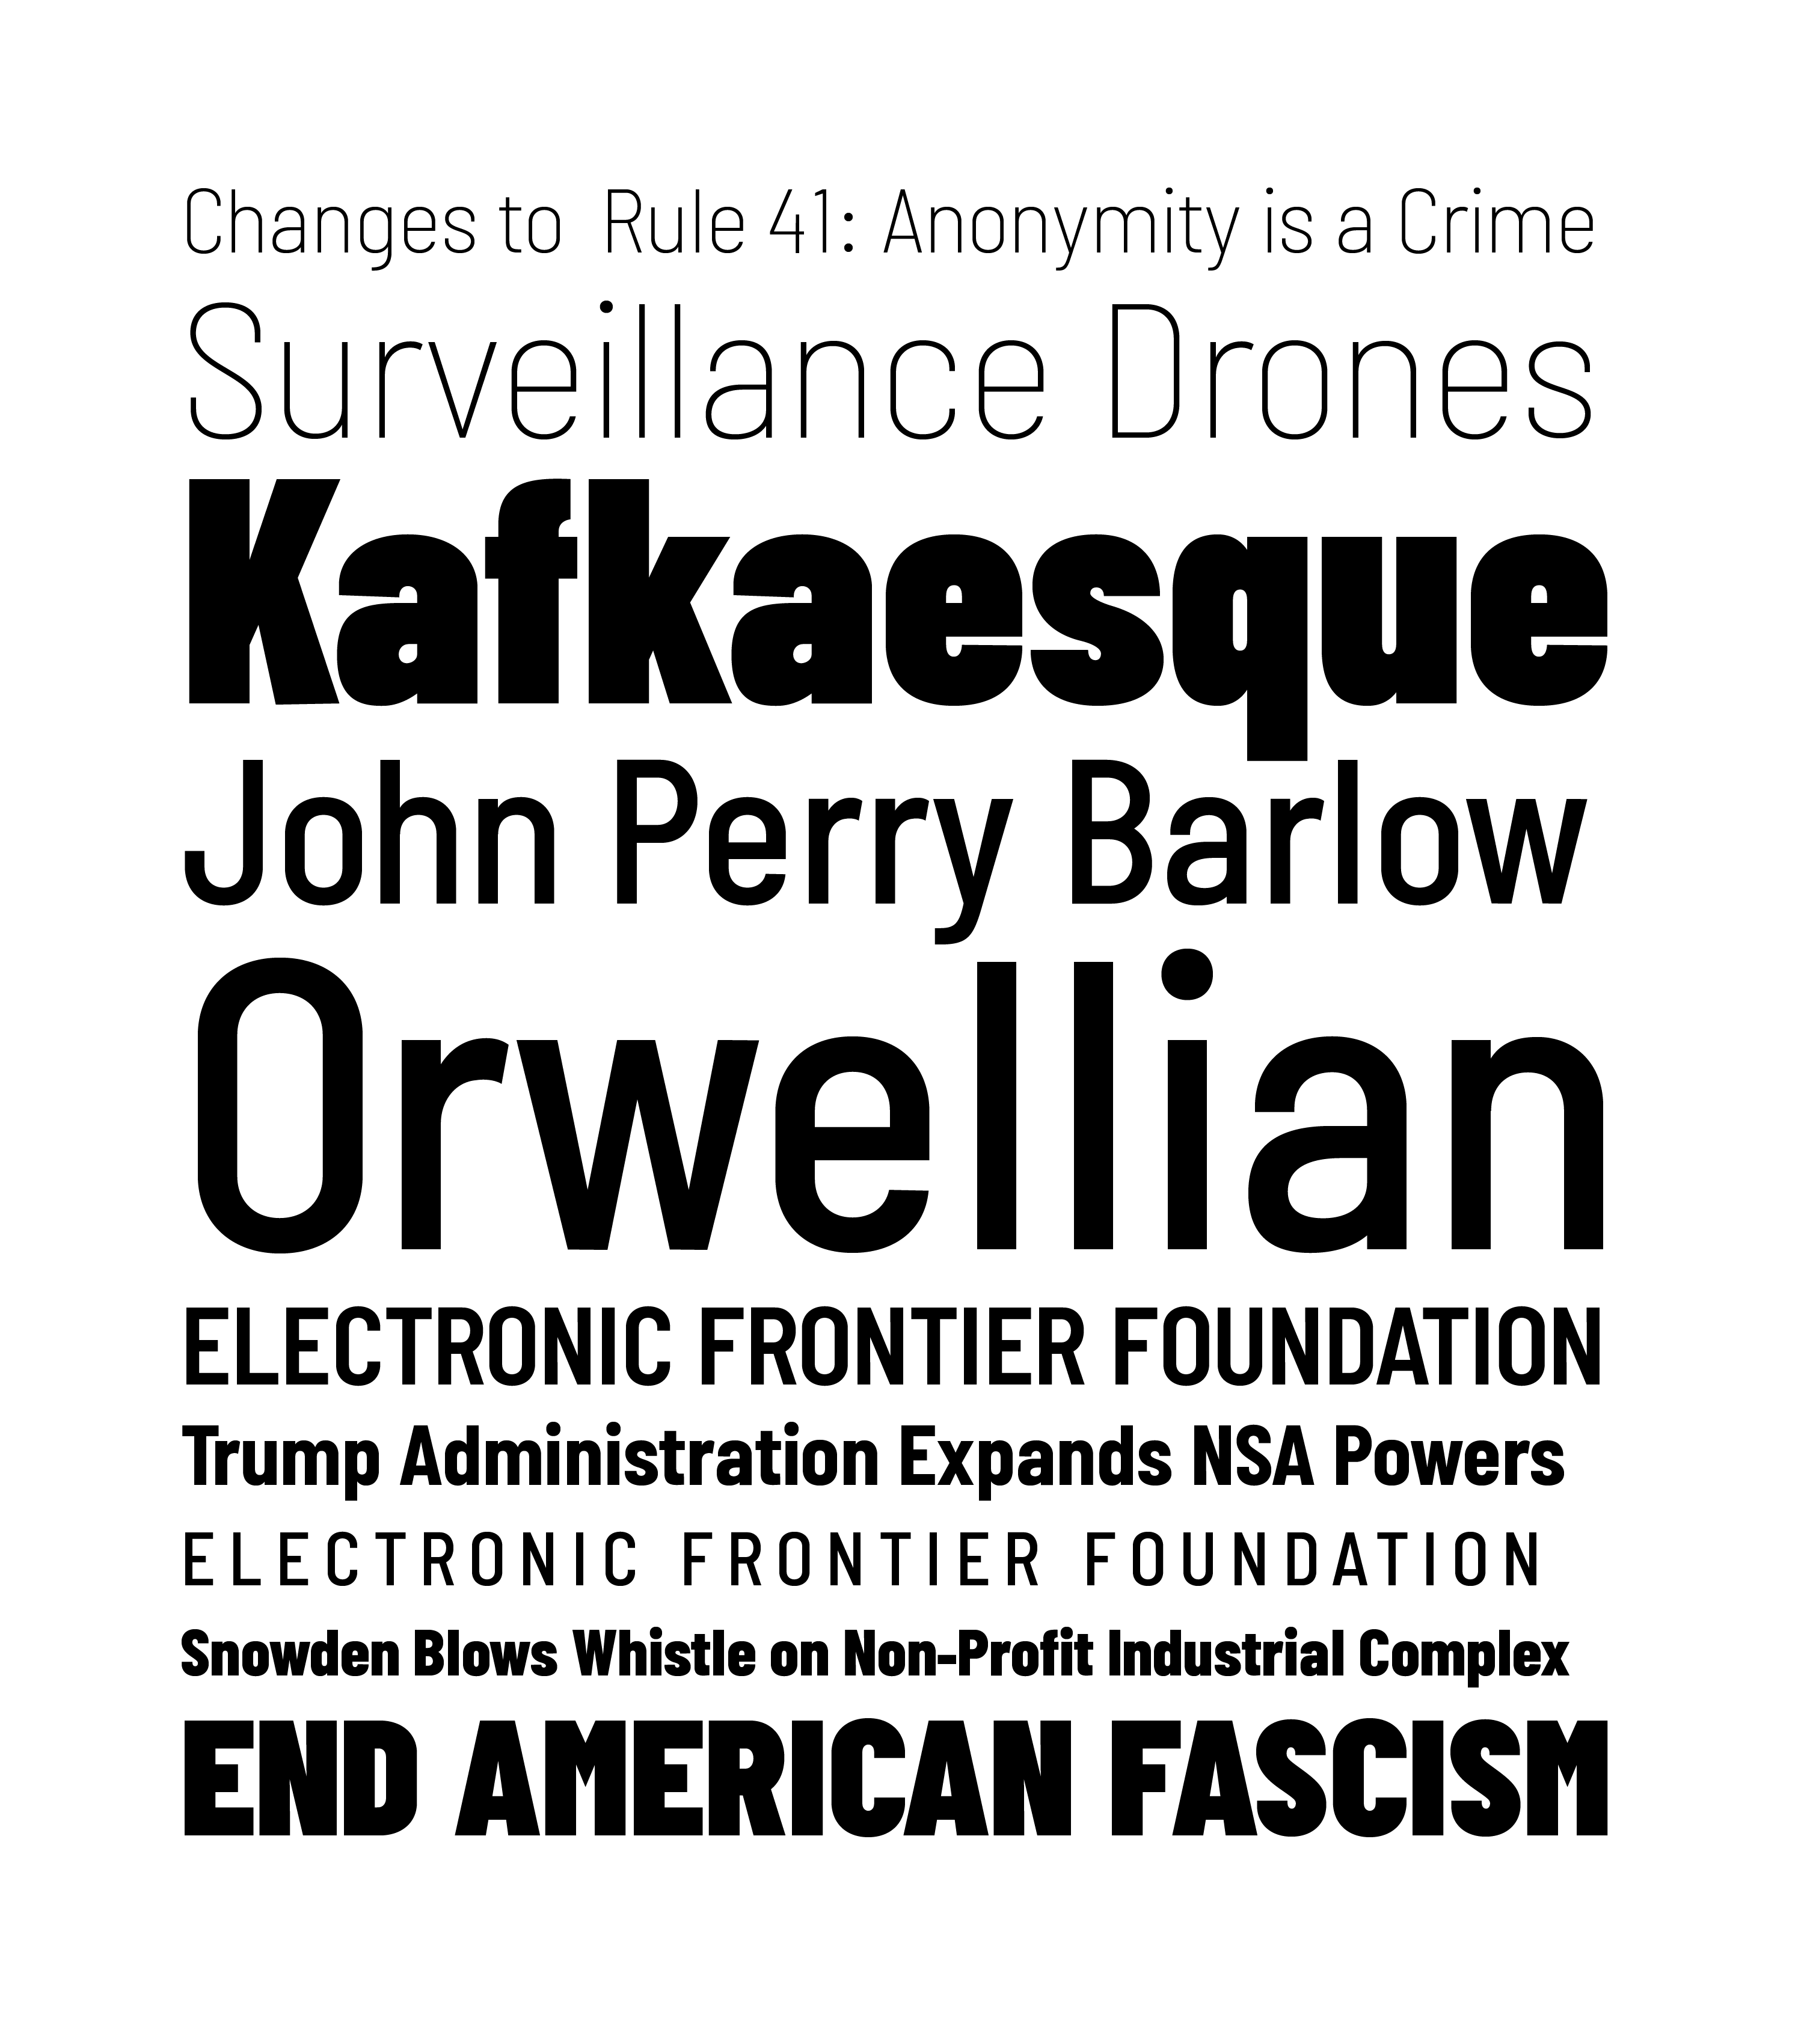 Changes to Rule 41: Anonymity is a Crime
Surveillance Drones
Kafkaesque
John Perry Barlow
Orwellian
ELECTRONIC FRONTIER FOUNDATION
Trump Administration Expands NSA Powers
ELECTRONIC FRONTIER FOUNDATION
Snowden Blows Whistle on Non-Profit Industrial Complex
END AMERICAN FASCISM